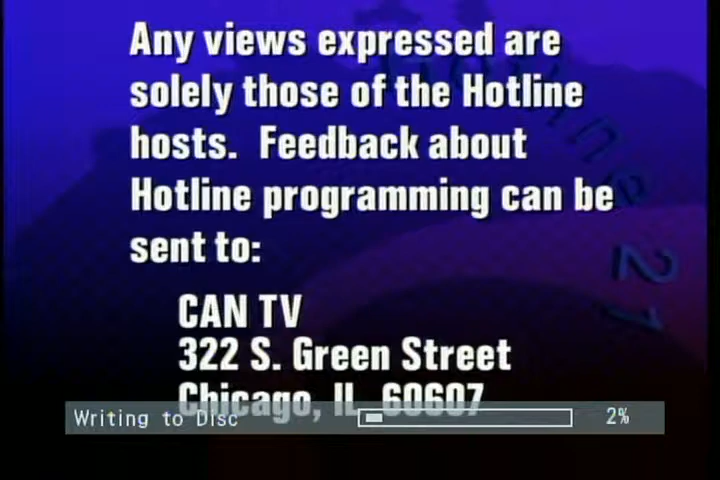 Any views expressed are
solely those of the Hotline
hosts. Feedback about
Hotline programming can be
sent to:
CAN TV
322 S. Green Street
Chicago, IL 60607
Writing to Disc 2%
21